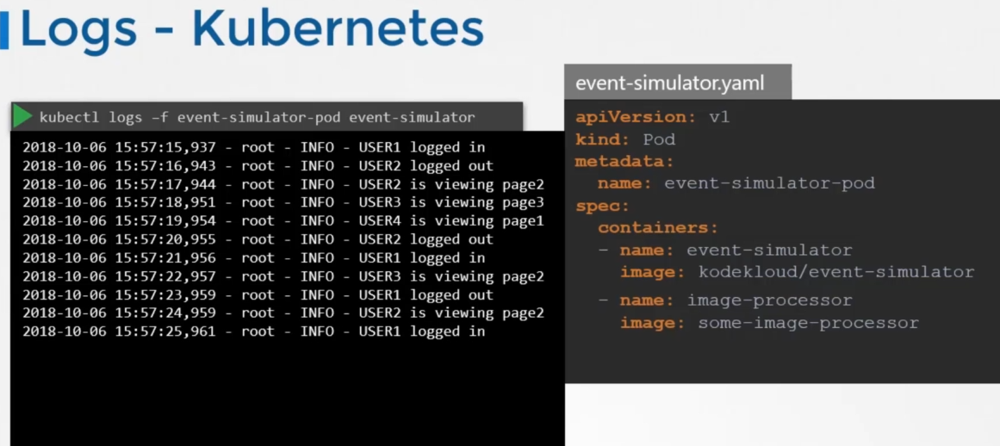 Logs - Kubernetes
kubectl logs –f event-simulator-pod event-simulator
2018-10-06 15:57:15,937 - root - INFO - USER1 logged in
2018-10-06 15:57:16,943 - root - INFO - USER2 logged out
2018-10-06 15:57:17,944 - root - INFO - USER2 is viewing page2
2018-10-06 15:57:18,951 - root - INFO - USER3 is viewing page3
2018-10-06 15:57:19,954 - root - INFO - USER4 is viewing page1
2018-10-06 15:57:20,955 - root - INFO - USER2 logged out
2018-10-06 15:57:21,956 - root - INFO - USER1 logged in
2018-10-06 15:57:22,957 - root - INFO - USER3 is viewing page2
2018-10-06 15:57:23,959 - root - INFO - USER1 logged out
2018-10-06 15:57:24,959 - root - INFO - USER2 is viewing page2
2018-10-06 15:57:25,961 - root - INFO - USER1 logged in
event-simulator.yaml
apiVersion: v1
kind: Pod
metadata:
  name: event-simulator-pod
spec:
  containers:
  - name: event-simulator
    image: kodekloud/event-simulator
  - name: image-processor
    image: some-image-processor